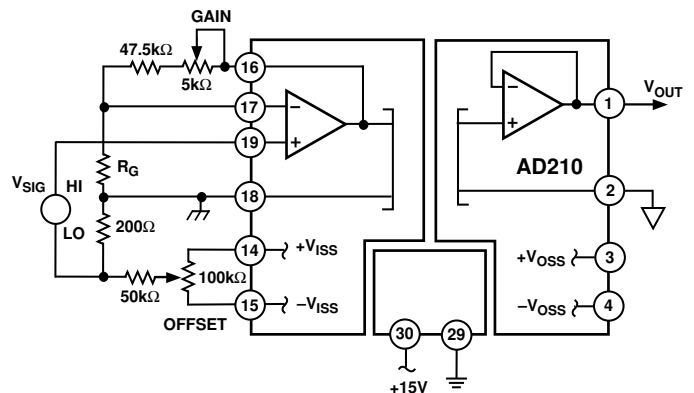 GAIN
47.5kΩ
5kΩ
16
17
19
18
14
15
–
+
–
+
1
V_OUT
2
AD210
R_G
V_SIG
HI
LO
200Ω
50kΩ
100kΩ
OFFSET
+V_ISS
–V_ISS
+V_OSS
3
–V_OSS
4
30
29
+15V